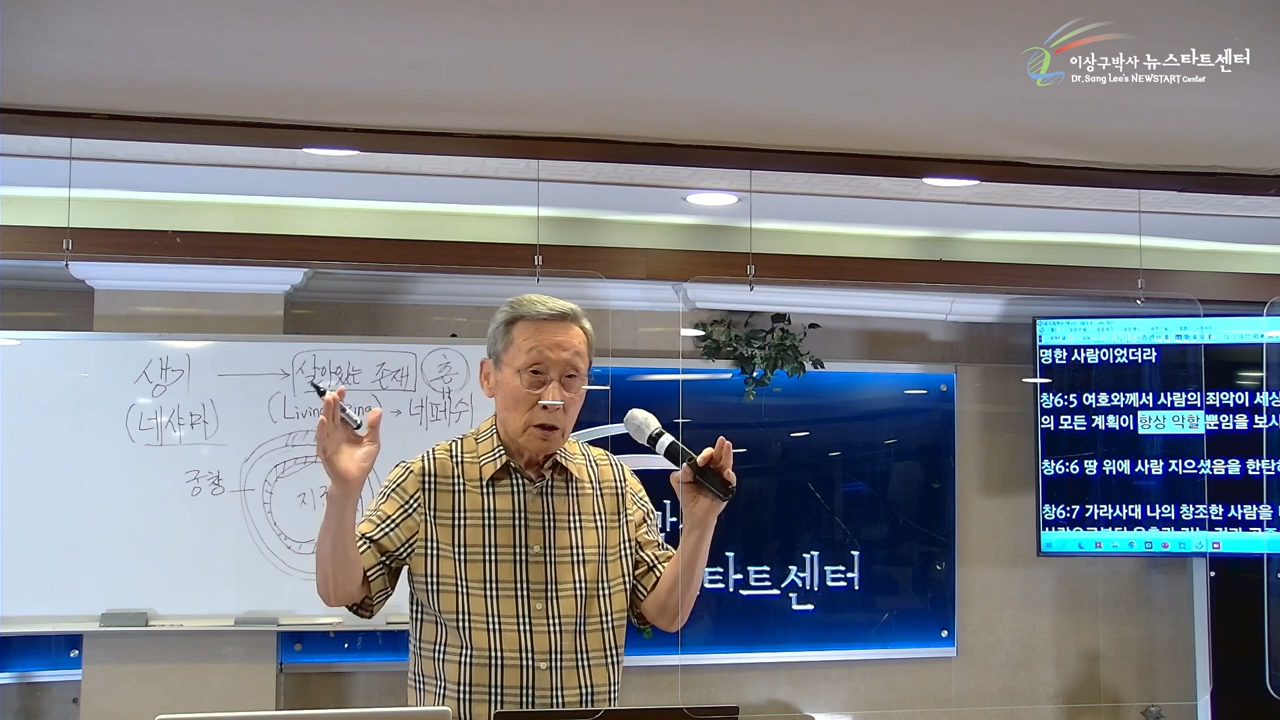 이상구박사 뉴스타트센터
Dr. Sang Lee's NEWSTART Center
생기 살아있는 존재 혼
(네샤마) (Living → 네페쉬
궁창
타트센터
명한 사람이었더라
창6:5 여호와께서 사람의 죄악이 세상
의 모든 계획이 항상 악할 뿐임을 보시
창6:6 땅 위에 사람 지으셨음을 한탄하
창6:7 가라사대 나의 창조한 사람을